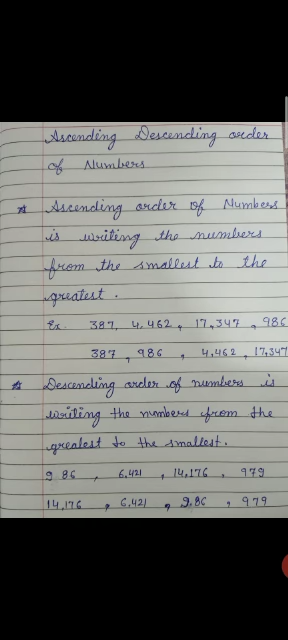 Ascending Descending order
of Numbers
Ascending order of Numbers
is writing the numbers
from the smallest to the
greatest.
Ex. 387, 4,462, 17,347, 986
387, 986, 4,462, 17,347
Descending order of numbers is
writing the numbers from the
greatest to the smallest.
986, 6,421, 14,176, 979
14,176, 6,421, 9.86, 979